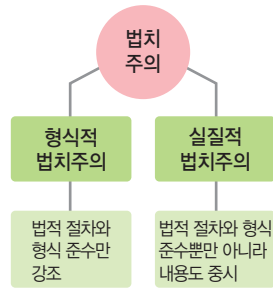 법치
주의
형식적
법치주의
실질적
법치주의
법적 절차와
형식 준수만
강조
법적 절차와 형식
준수뿐만 아니라
내용도 중시